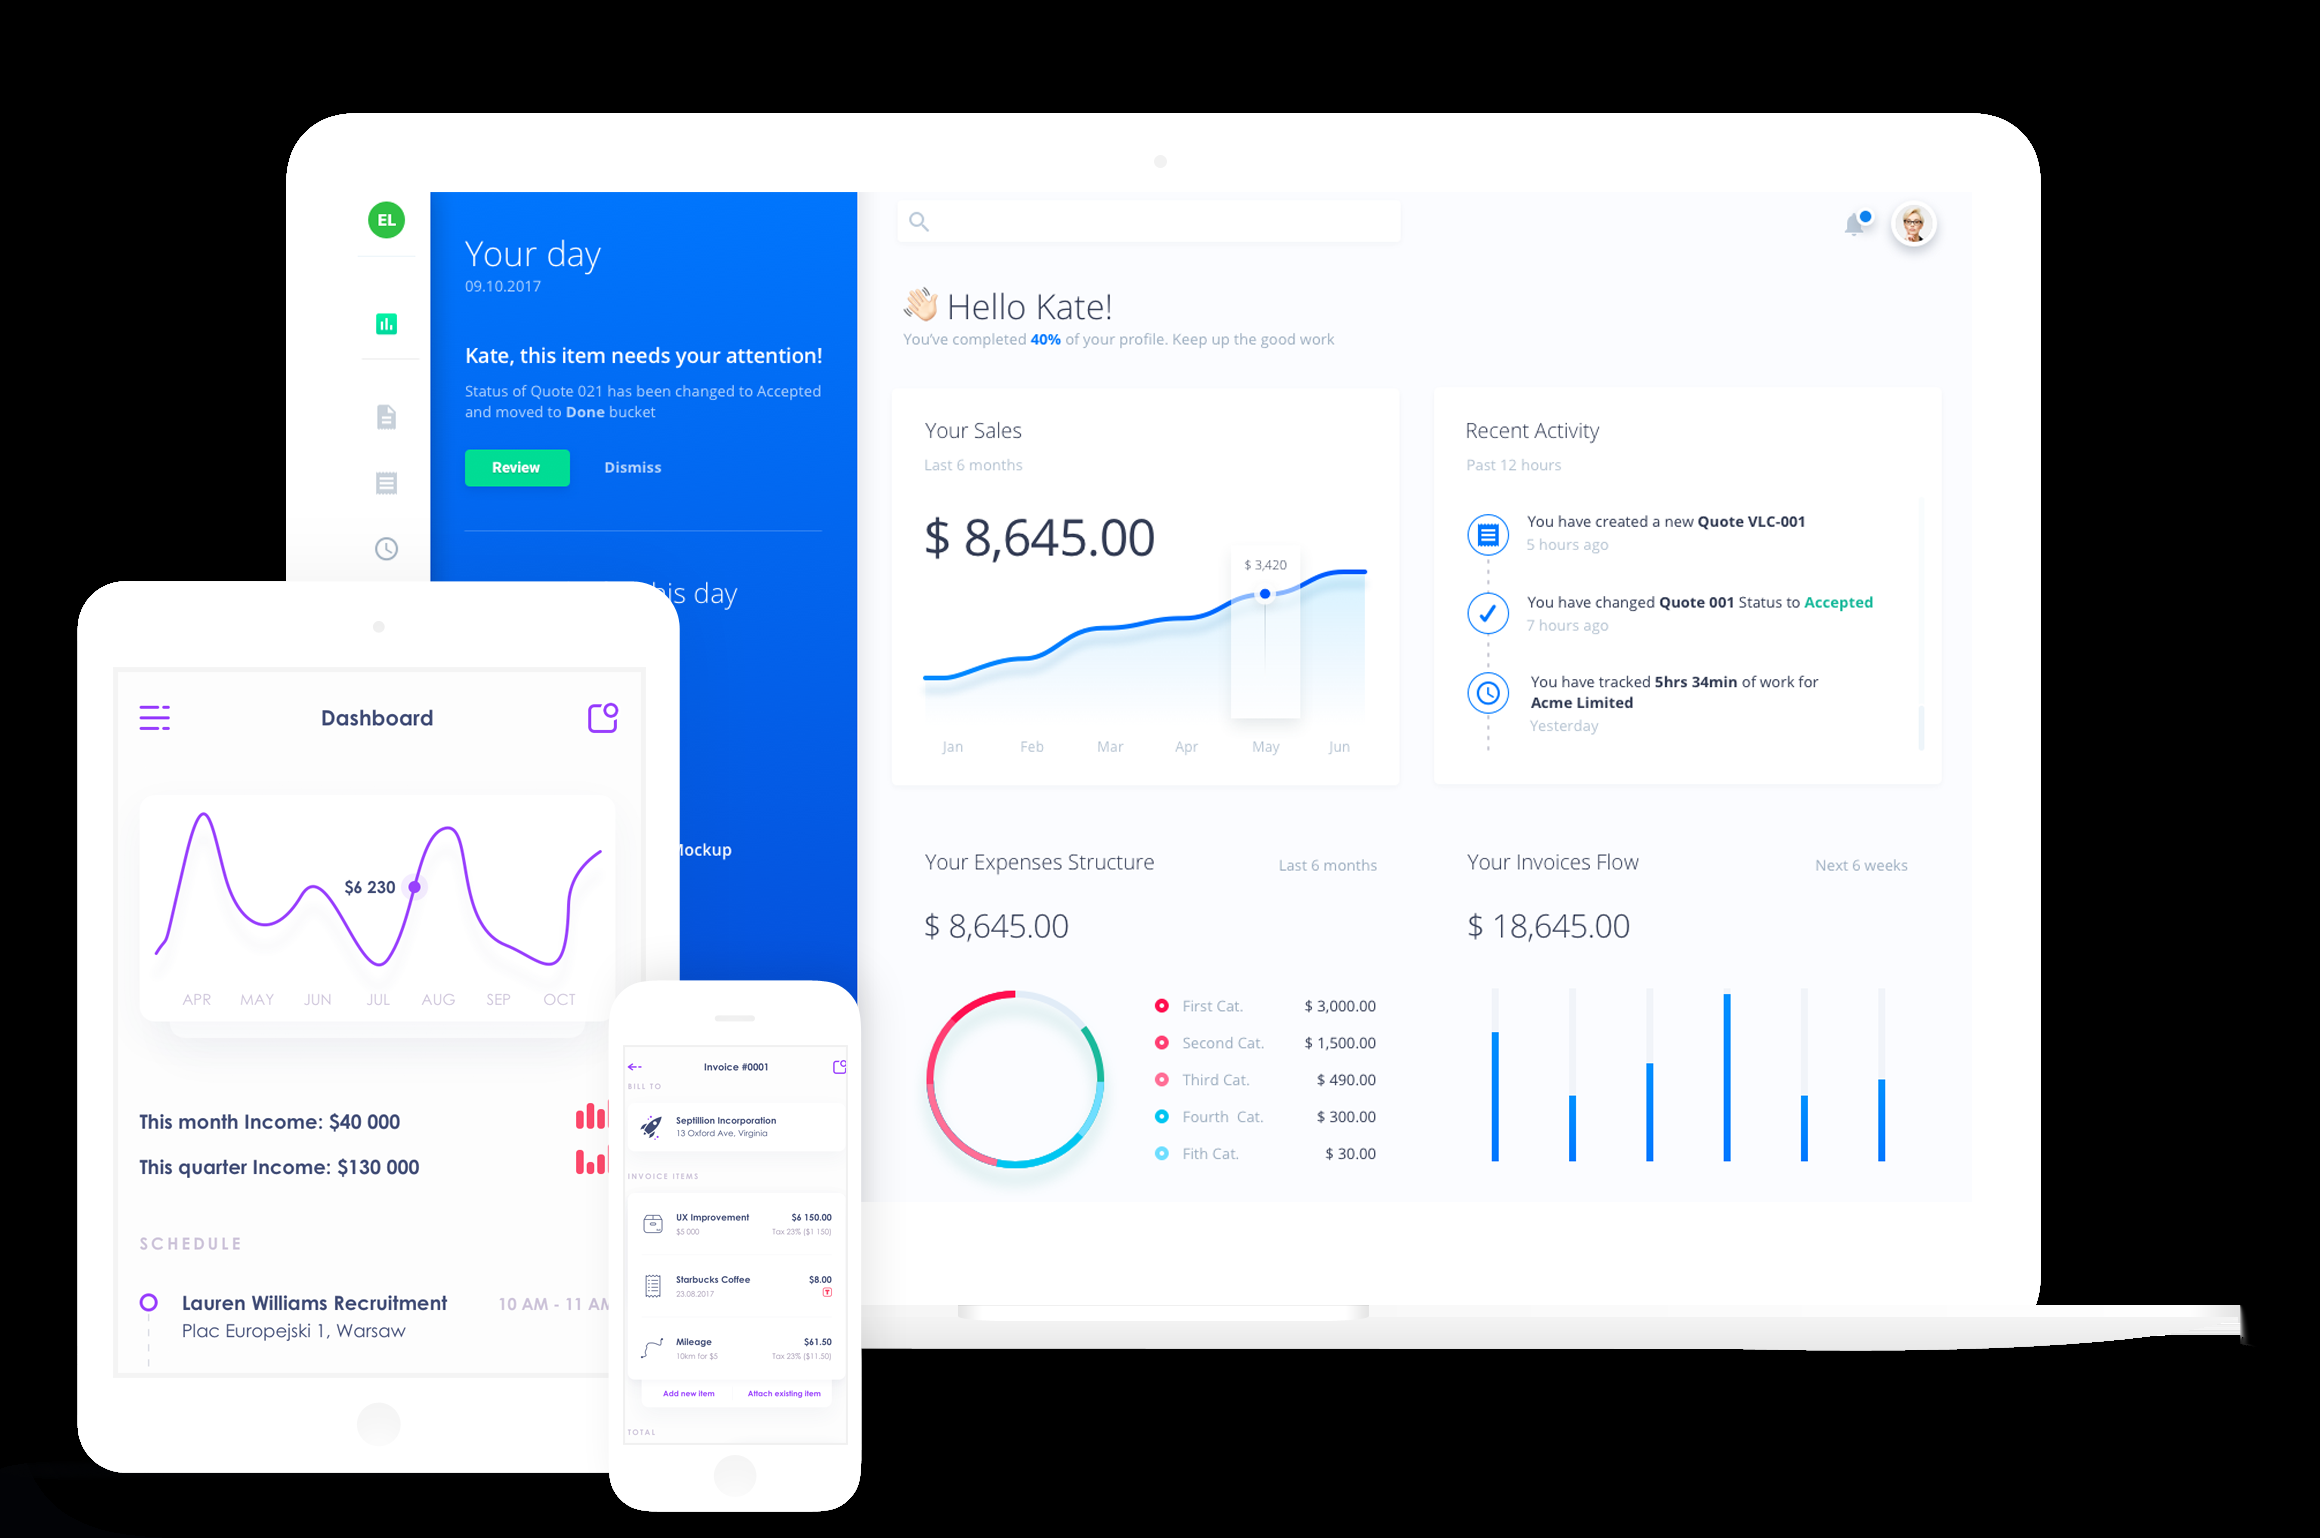 EL
Your day
09.10.2017
Kate, this item needs your attention!
Status of Quote 021 has been changed to Accepted
and moved to Done bucket
Review Dismiss
day
Hello Kate!
You've completed 40% of your profile. Keep up the good work
Your Sales
Last 6 months
$ 8,645.00
$ 3,420
Jan Feb Mar Apr May Jun
Recent Activity
Past 12 hours
You have created a new Quote VLC-001
5 hours ago
You have changed Quote 001 Status to Accepted
7 hours ago
You have tracked 5hrs 34min of work for
Acme Limited
Yesterday
Your Expenses Structure Last 6 months
$ 8,645.00
First Cat. $ 3,000.00
Second Cat. $ 1,500.00
Third Cat. $ 490.00
Fourth Cat. $ 300.00
Fith Cat. $ 30.00
Your Invoices Flow Next 6 weeks
$ 18,645.00
Dashboard
$6 230
APR MAY JUN JUL AUG SEP OCT
This month Income: $40 000
This quarter Income: $130 000
SCHEDULE
Lauren Williams Recruitment 10 AM - 11 AM
Plac Europejski 1, Warsaw
Invoice #0001
BILL TO
Septillion Incorporation
13 Oxford Ave, Virginia
INVOICE ITEMS
UX Improvement $6 150.00
$5 000 Tax 23% ($1 150)
Starbucks Coffee $8.00
23.08.2017
Mileage $61.50
10km for $5 Tax 23% ($11.50)
Add new item Attach existing item
TOTAL